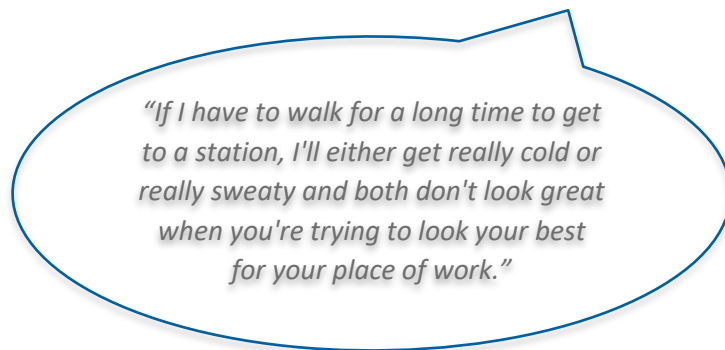 “If I have to walk for a long time to get
to a station, I'll either get really cold or
really sweaty and both don't look great
when you're trying to look your best
for your place of work.”